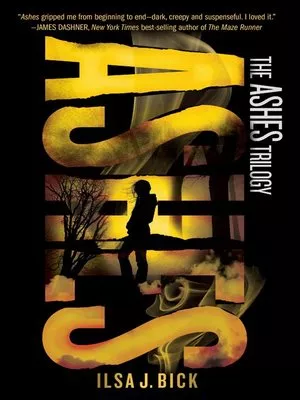 "Ashes gripped me from beginning to end—dark, creepy and suspenseful. I loved it."
—JAMES DASHNER, New York Times best-selling author of The Maze Runner
ASHES
THE ASHES TRILOGY
ILSA J. BICK